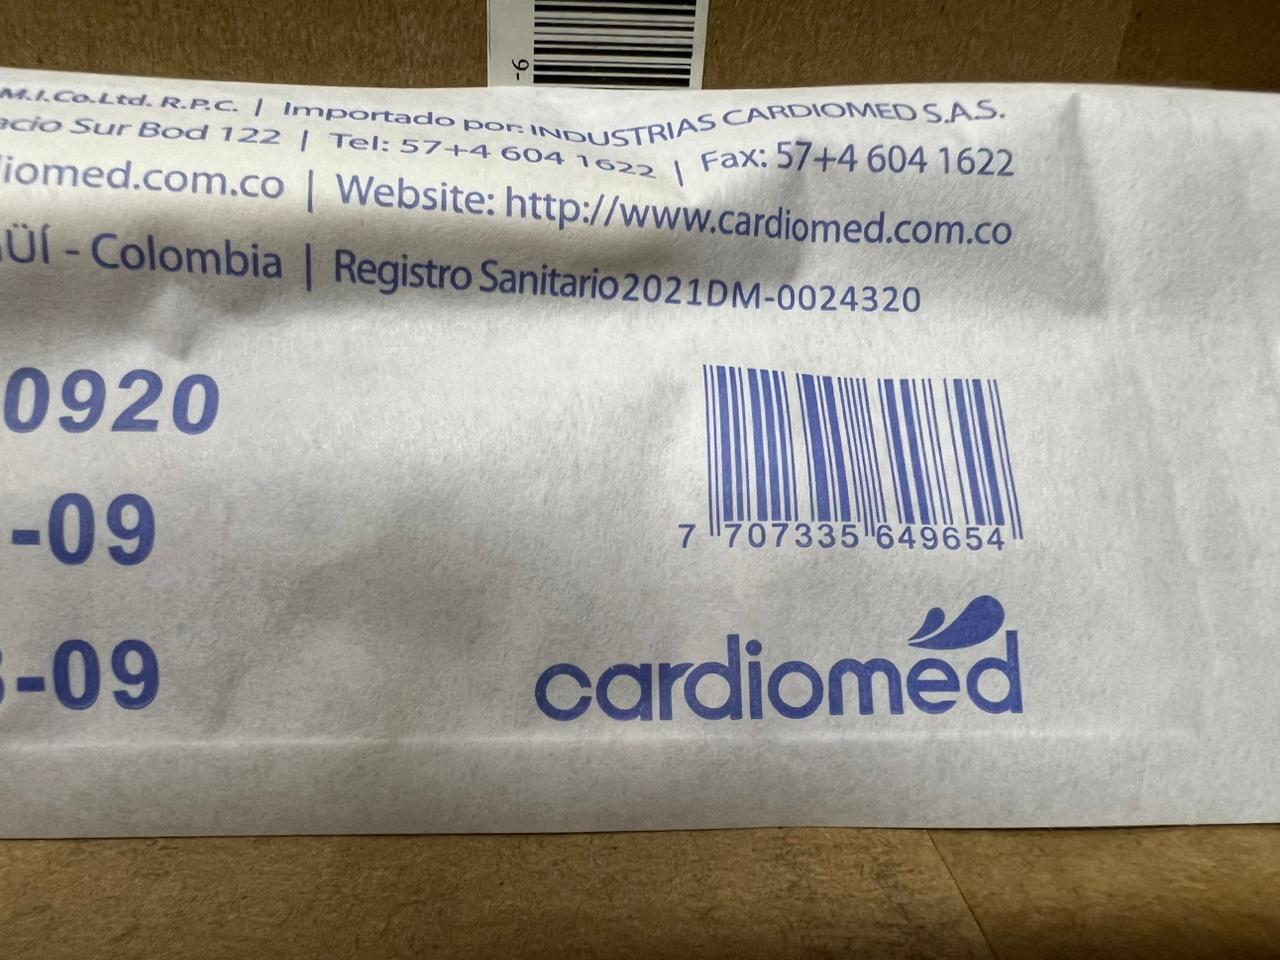 M.I.Co.Ltd. R.P.C. | Importado por: INDUSTRIAS CARDIOMED S.A.S.
Sur Bod 122 | Tel: 57+4 604 1622 | Fax: 57+4 604 1622
iomed.com.co | Website: http://www.cardiomed.com.co
ÜÍ - Colombia | Registro Sanitario2021DM-0024320
0920
-09
-09
7 707335 649654
cardiomed